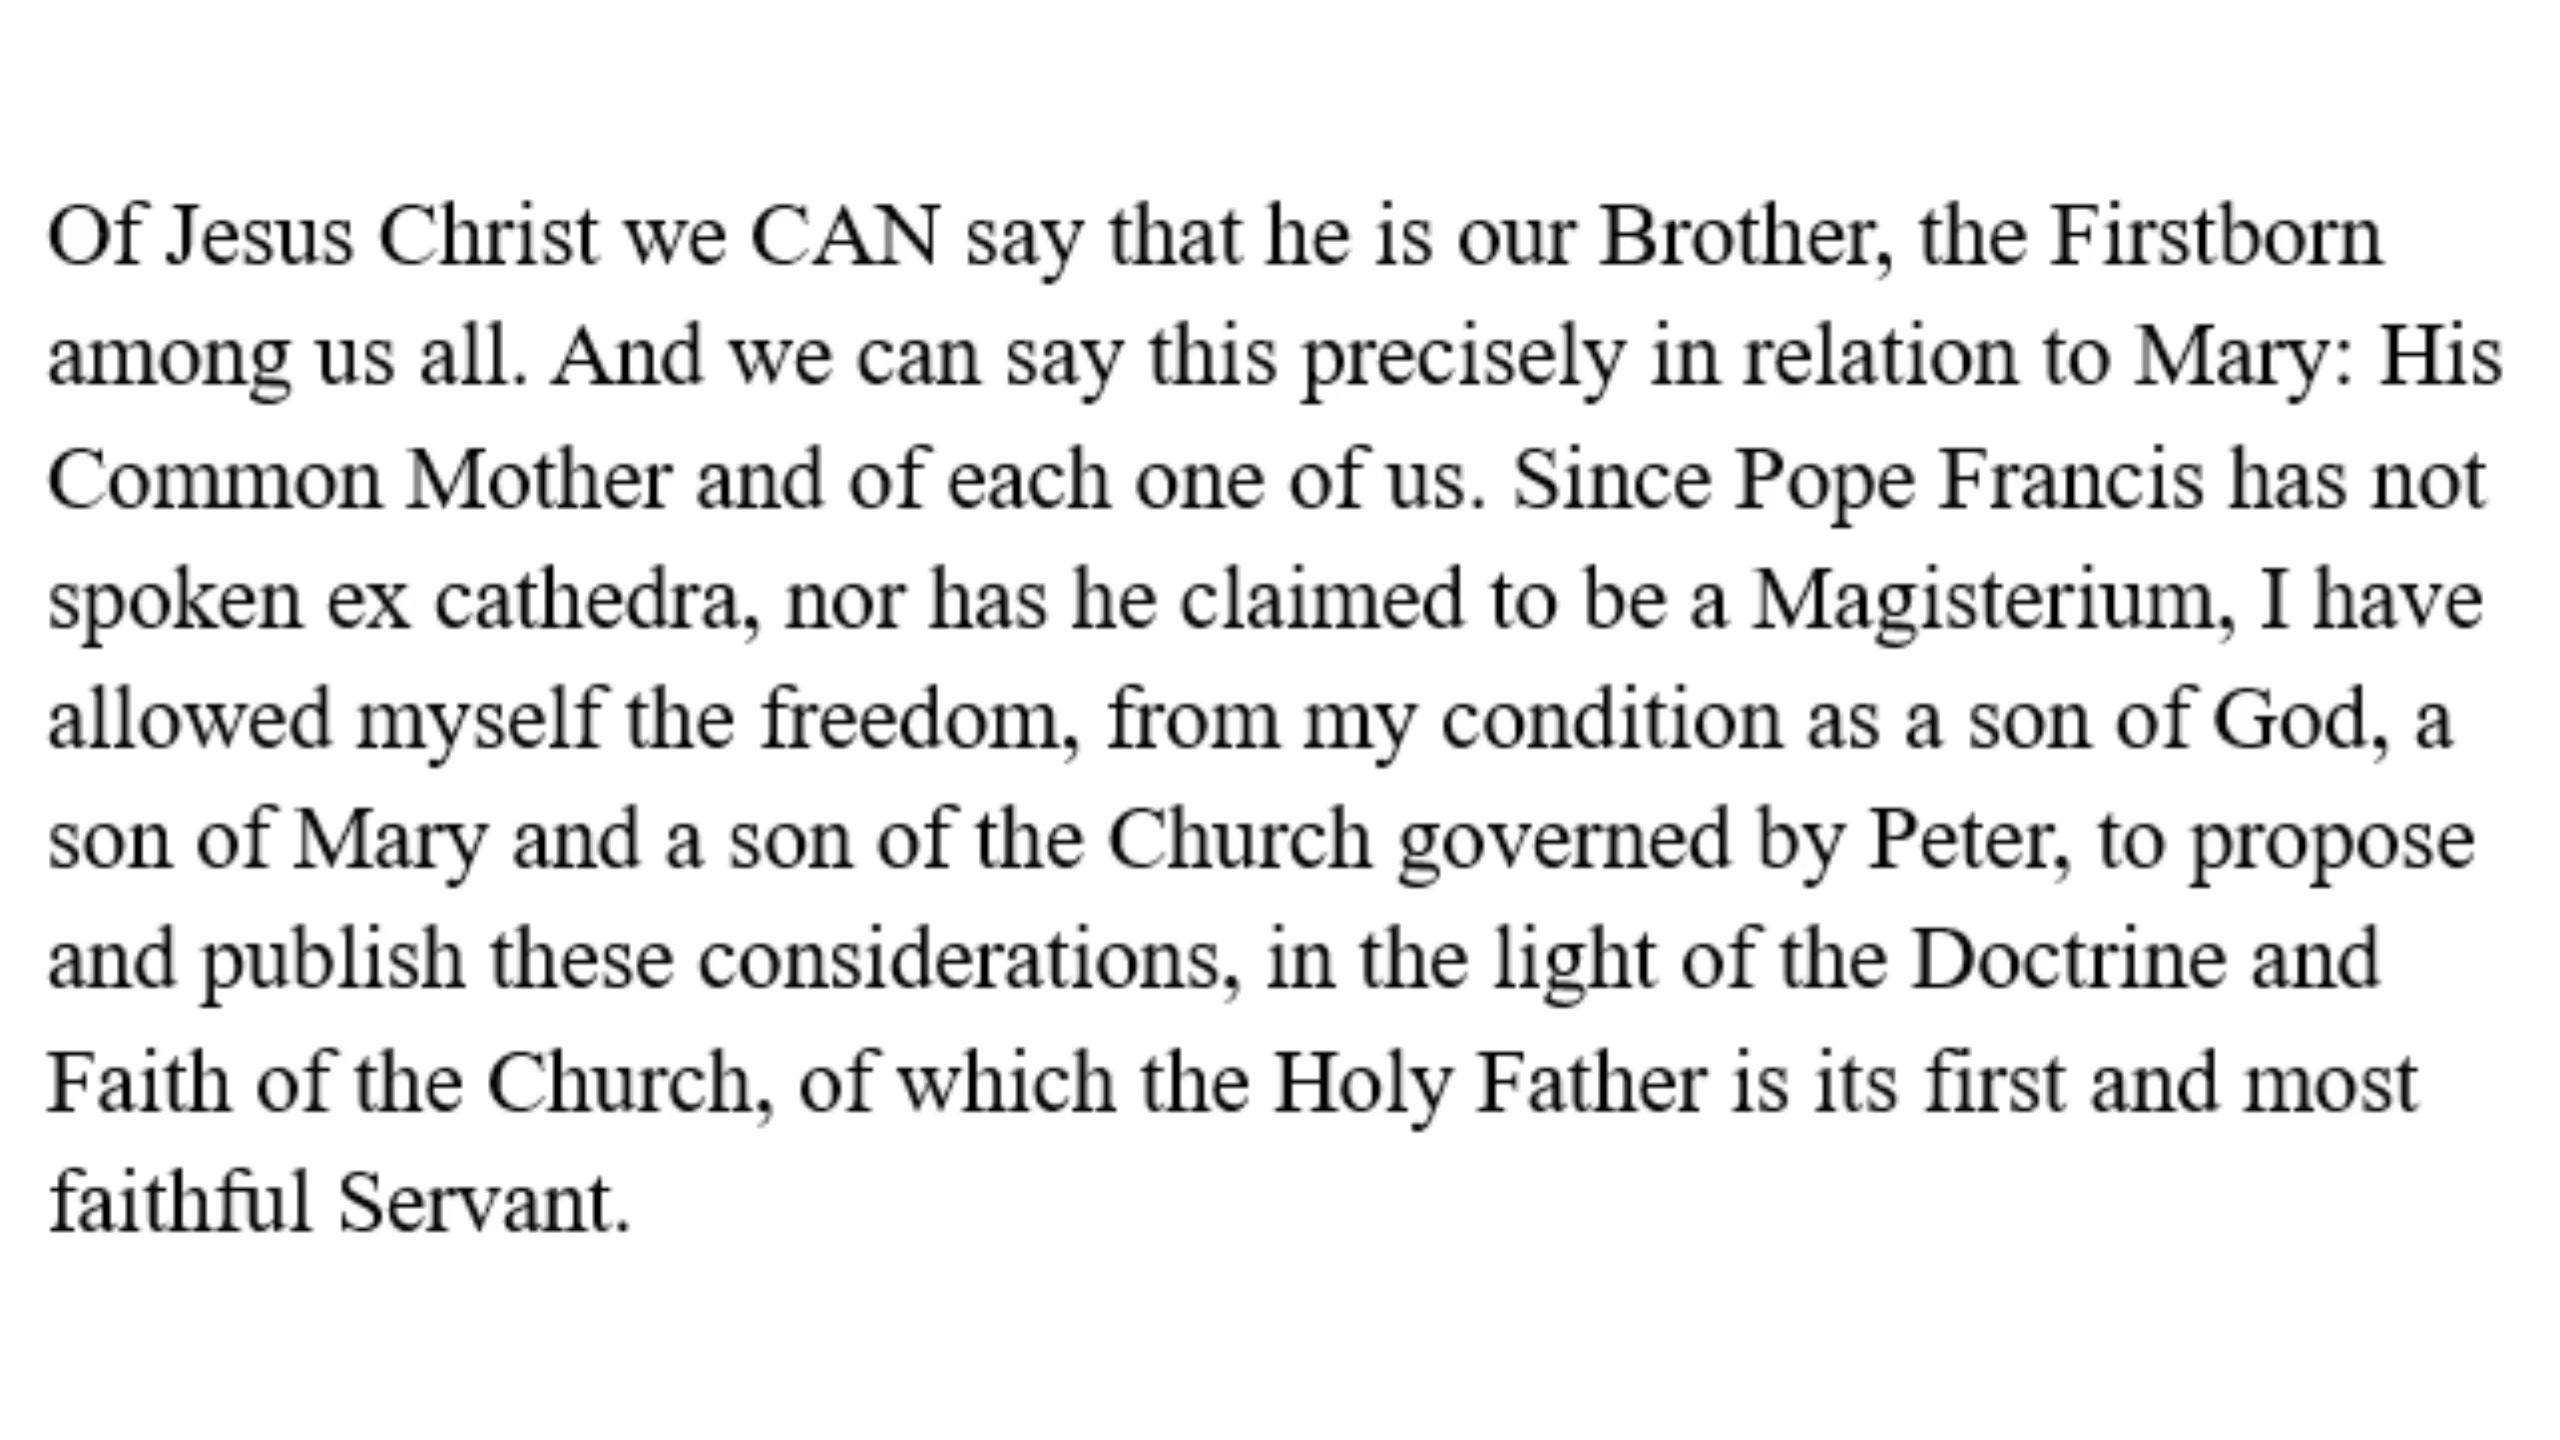 Of Jesus Christ we CAN say that he is our Brother, the Firstborn
among us all. And we can say this precisely in relation to Mary: His
Common Mother and of each one of us. Since Pope Francis has not
spoken ex cathedra, nor has he claimed to be a Magisterium, I have
allowed myself the freedom, from my condition as a son of God, a
son of Mary and a son of the Church governed by Peter, to propose
and publish these considerations, in the light of the Doctrine and
Faith of the Church, of which the Holy Father is its first and most
faithful Servant.